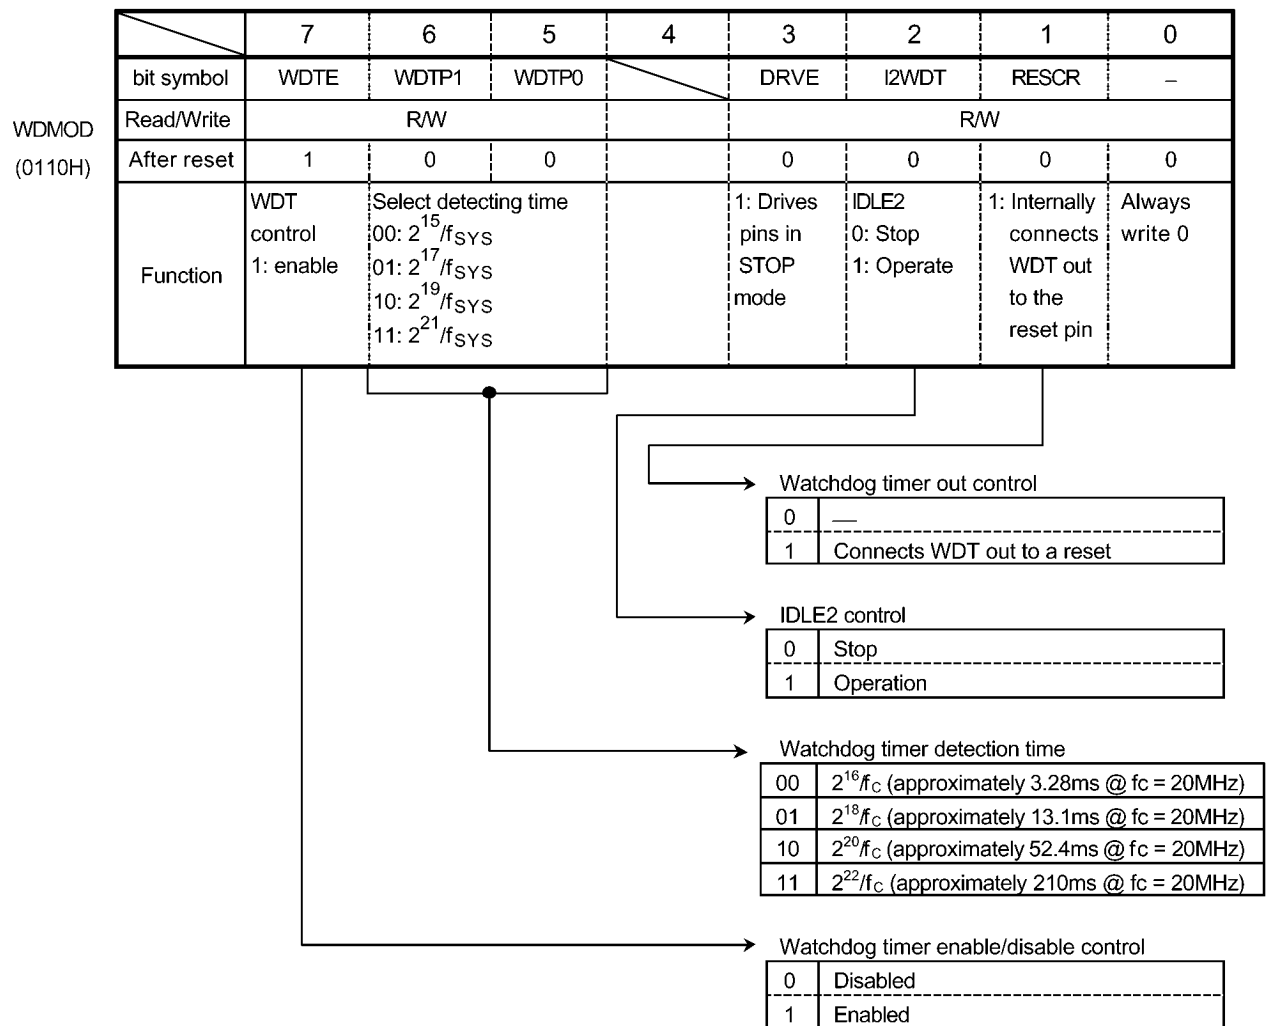 7 6 5 4 3 2 1 0
bit symbol WDTE WDTP1 WDTP0 DRVE I2WDT RESCR –
WDMOD
(0110H)
Read/Write R/W R/W
After reset 1 0 0 0 0 0 0
Function
WDT
control
1: enable
Select detecting time
00: 2^15/fSYS
01: 2^17/fSYS
10: 2^19/fSYS
11: 2^21/fSYS
1: Drives
pins in
STOP
mode
IDLE2
0: Stop
1: Operate
1: Internally
connects
WDT out
to the
reset pin
Always
write 0
Watchdog timer out control
0 —
1 Connects WDT out to a reset
IDLE2 control
0 Stop
1 Operation
Watchdog timer detection time
00 2^16/fC (approximately 3.28ms @ fc = 20MHz)
01 2^18/fC (approximately 13.1ms @ fc = 20MHz)
10 2^20/fC (approximately 52.4ms @ fc = 20MHz)
11 2^22/fC (approximately 210ms @ fc = 20MHz)
Watchdog timer enable/disable control
0 Disabled
1 Enabled